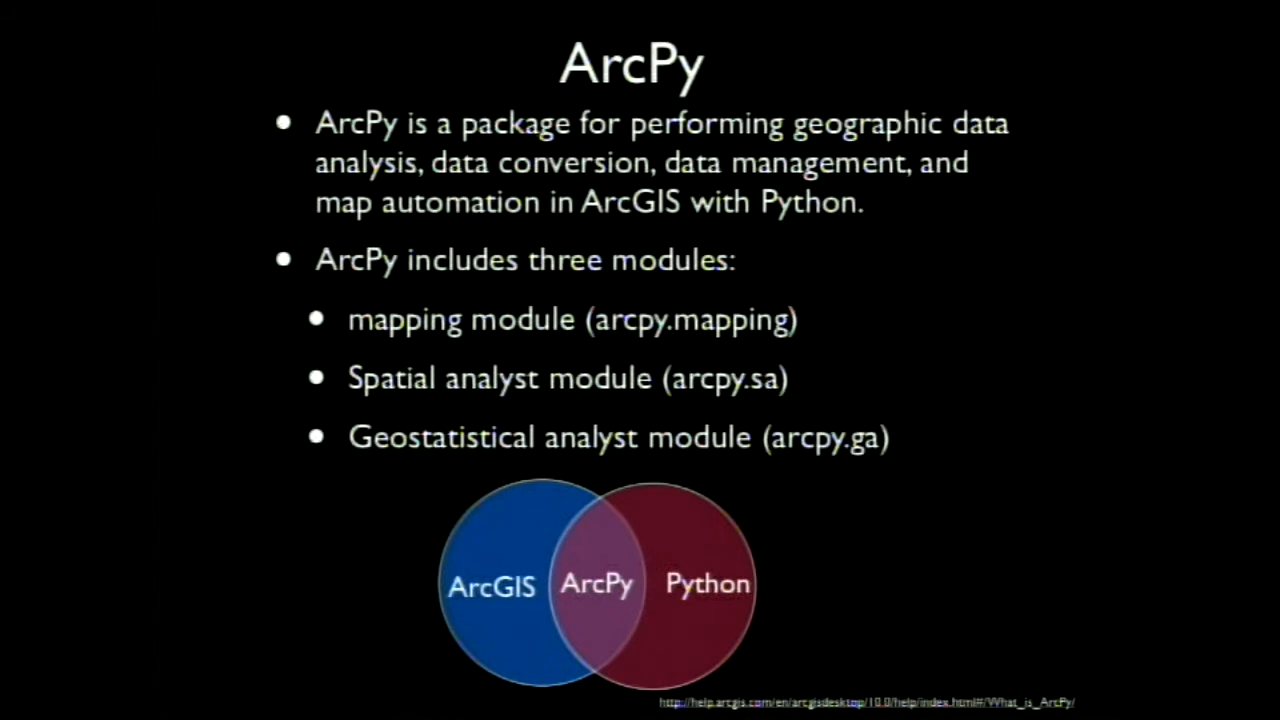 ArcPy
• ArcPy is a package for performing geographic data
analysis, data conversion, data management, and
map automation in ArcGIS with Python.
• ArcPy includes three modules:
• mapping module (arcpy.mapping)
• Spatial analyst module (arcpy.sa)
• Geostatistical analyst module (arcpy.ga)
ArcGIS ArcPy Python
http://help.arcgis.com/en/arcgisdesktop/10.0/help/index.html#/What_is_ArcPy/